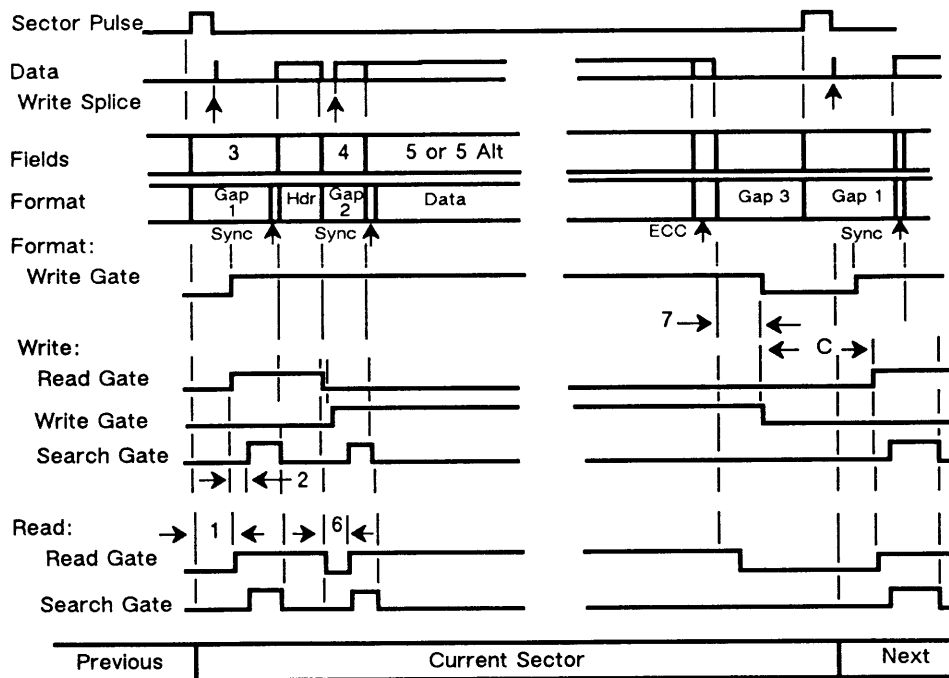 Sector Pulse
Data
Write Splice
Fields 3 4 5 or 5 Alt
Format Gap 1 Hdr Gap 2 Data Gap 3 Gap 1
Sync Sync ECC Sync
Format:
Write Gate
7
Write: C
Read Gate
Write Gate
Search Gate
2
Read: 1 6
Read Gate
Search Gate
Previous Current Sector Next